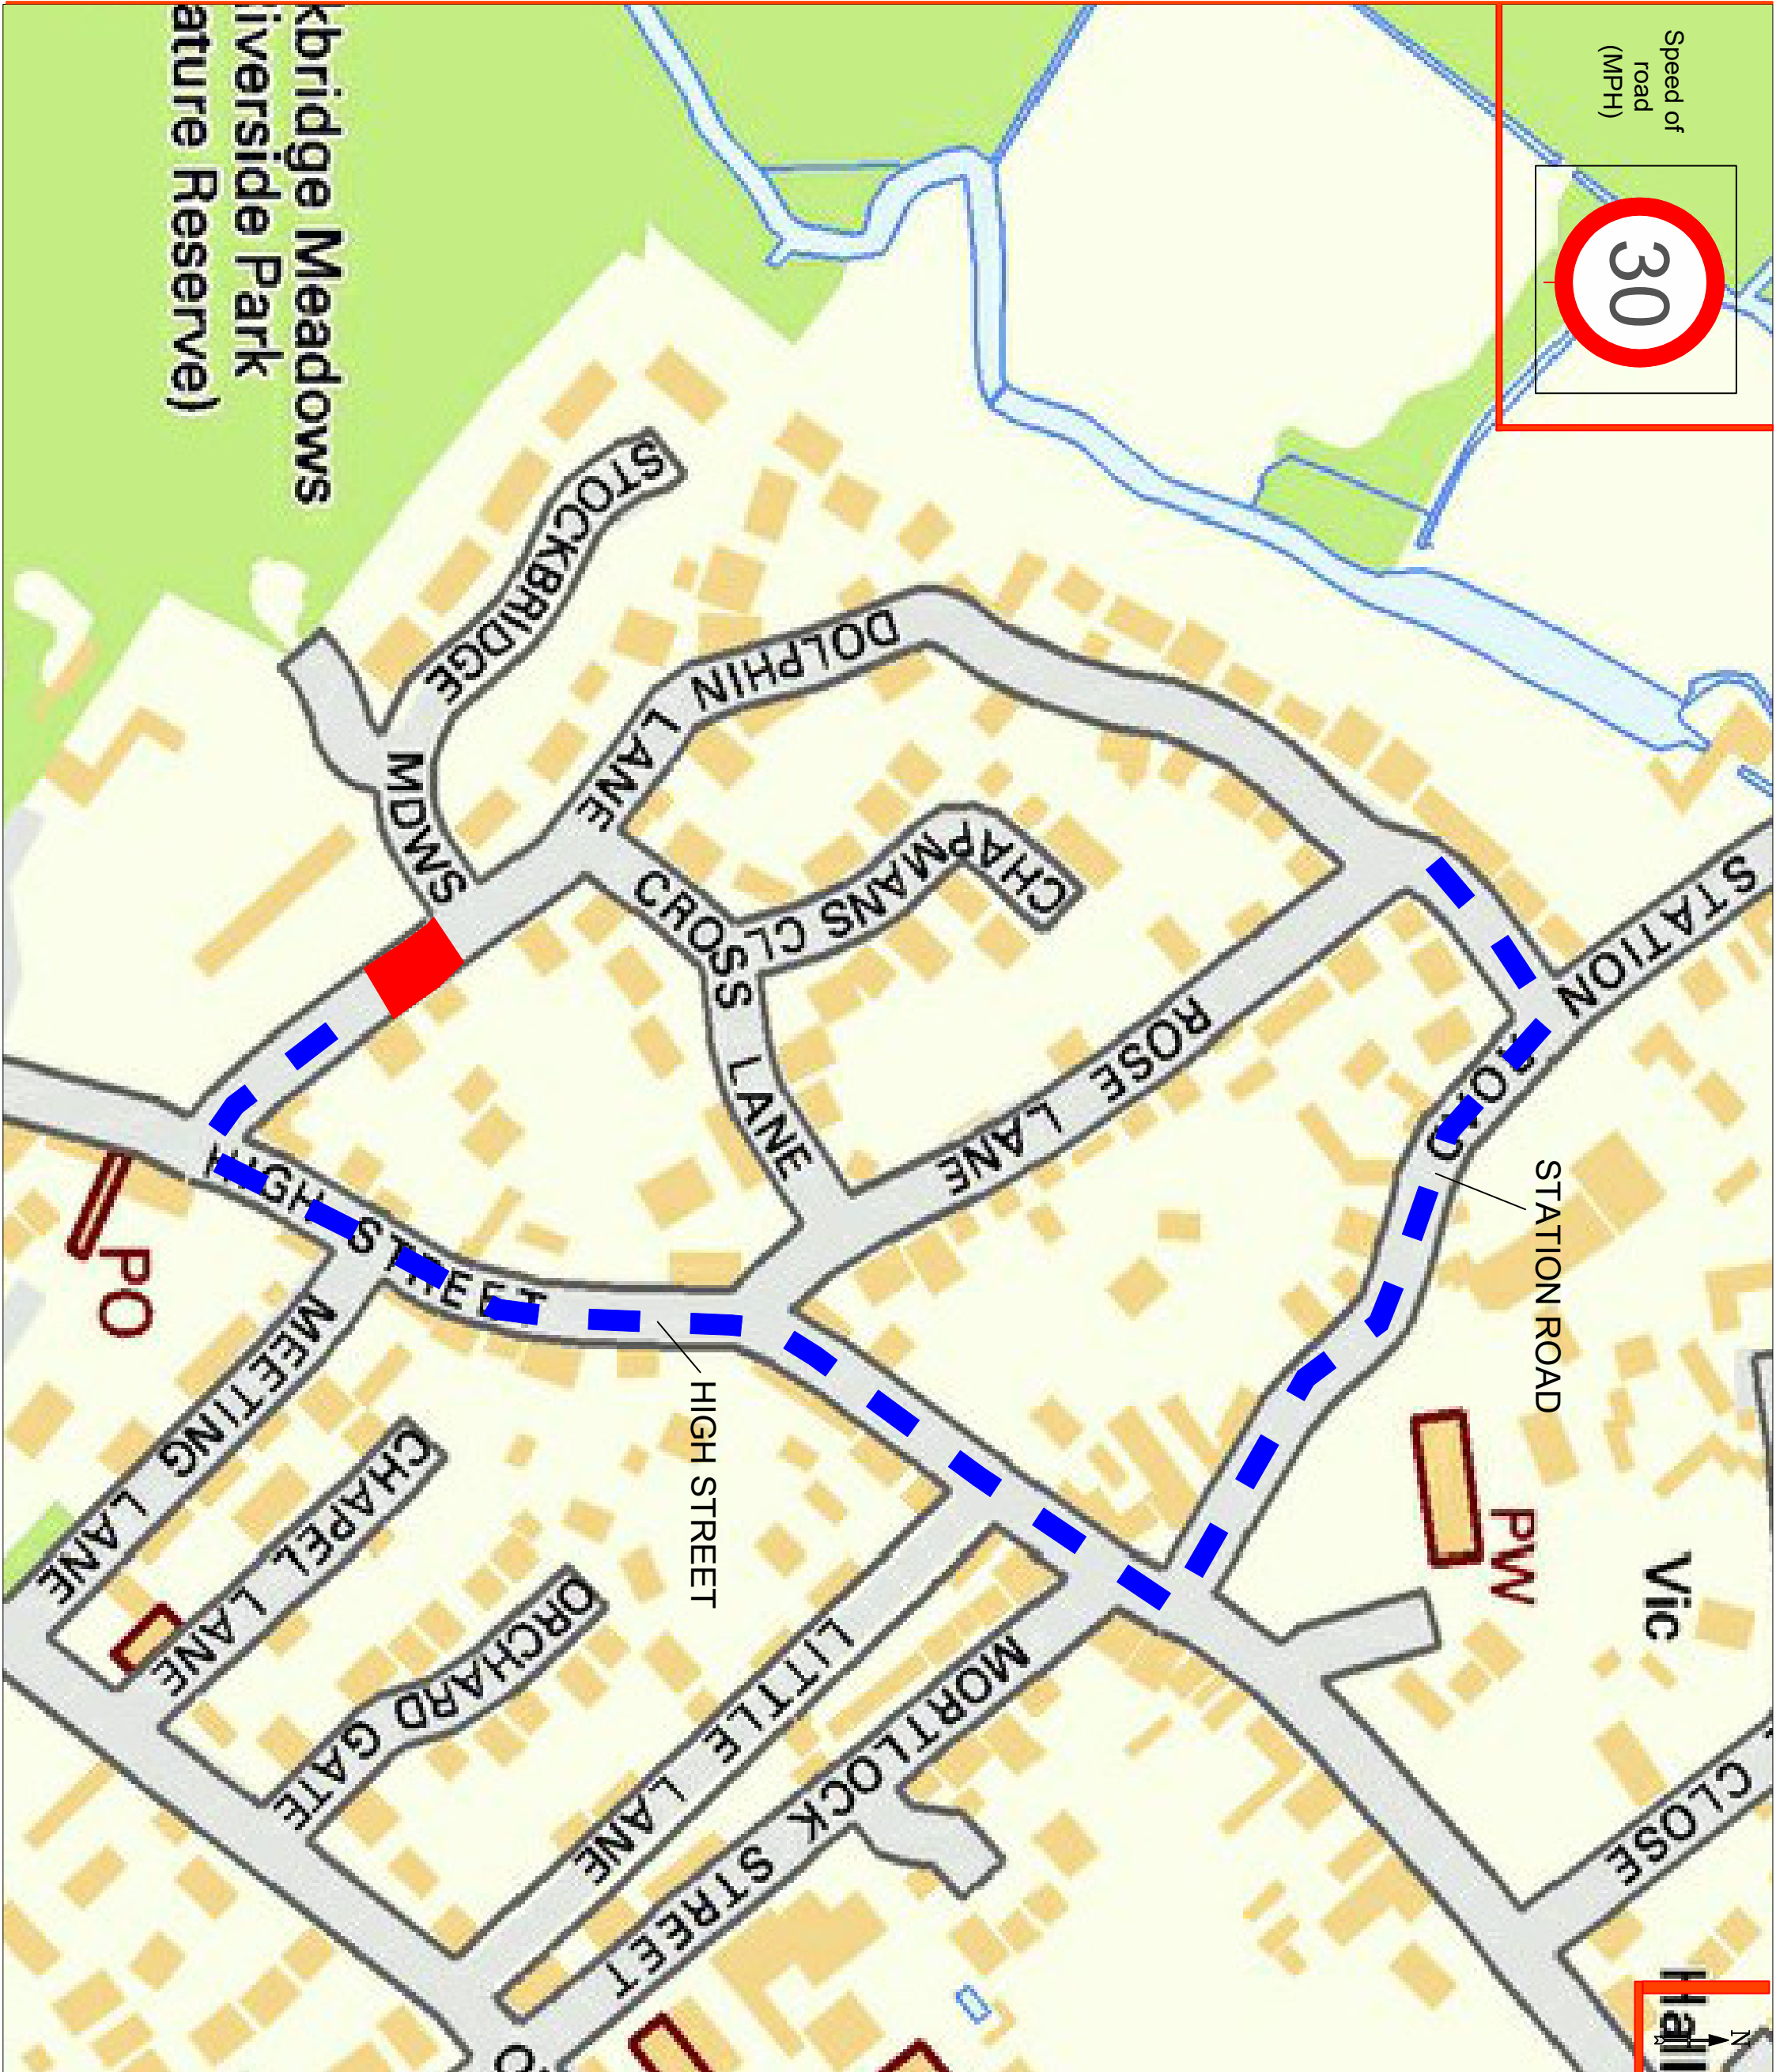 kbridge Meadows
iverside Park
ature Reserve)
Speed of
road
(MPH)
30
STOCKBRIDGE
MDWS
DOLPHIN LANE
CHAPMANS CL
CROSS LANE
ROSE LANE
STATION
ROAD
STATION ROAD
HIGH STREET
HIGH STREET
PO
PW
Vic
Hall
MEETING LANE
CHAPEL LANE
ORCHARD GATE
LITTLE LANE
MORTLOCK STREET
CLOSE
N